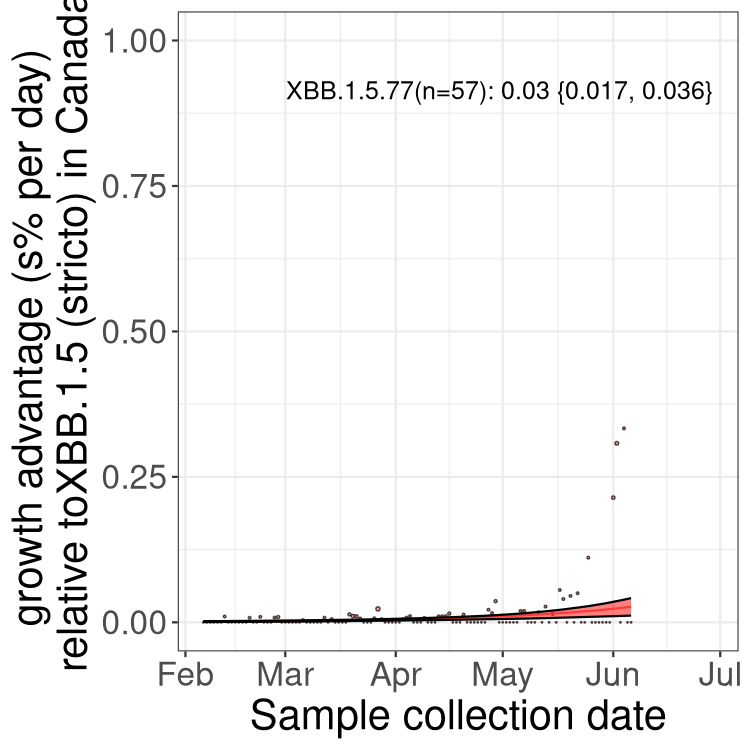 growth advantage (s% per day)
relative toXBB.1.5 (stricto) in Canada
1.00
0.75
0.50
0.25
0.00
XBB.1.5.77(n=57): 0.03 {0.017, 0.036}
Feb Mar Apr May Jun Jul
Sample collection date